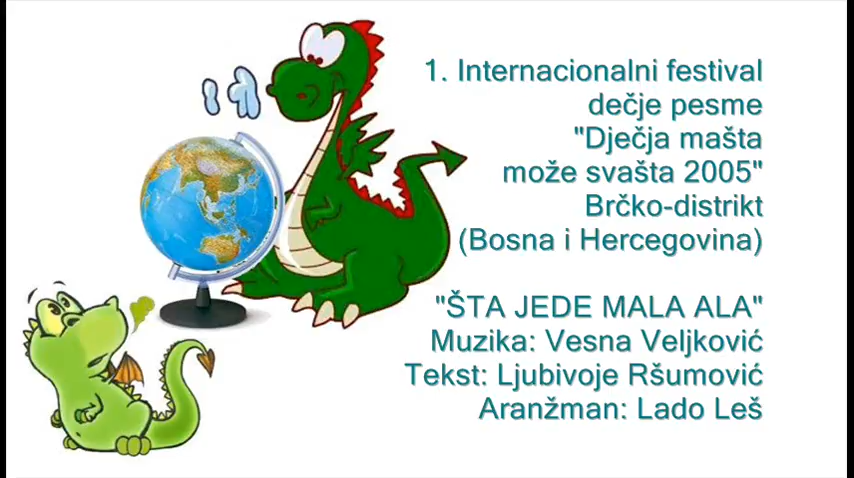 1. Internacionalni festival
dečje pesme
"Dječja mašta
može svašta 2005"
Brčko-distrikt
(Bosna i Hercegovina)
"ŠTA JEDE MALA ALA"
Muzika: Vesna Veljković
Tekst: Ljubivoje Ršumović
Aranžman: Lado Leš